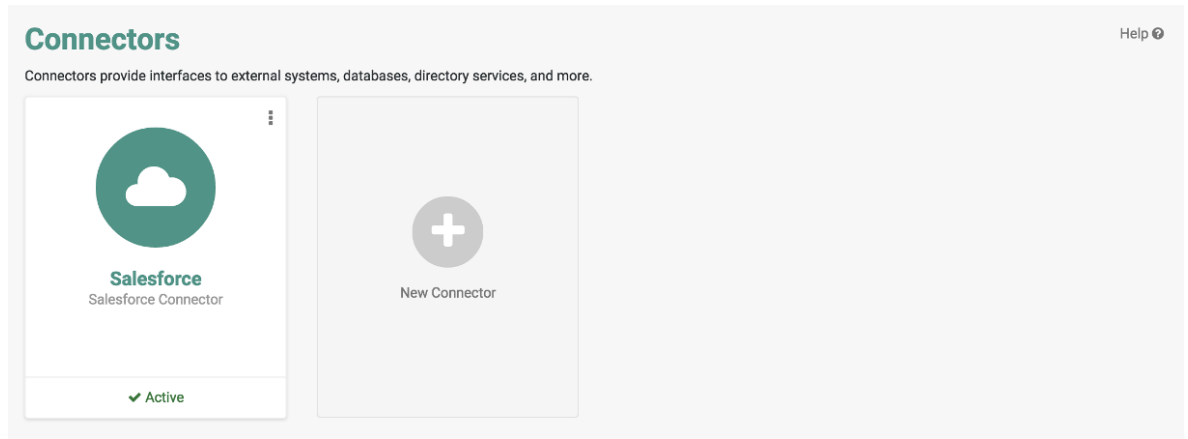 Connectors
Help
Connectors provide interfaces to external systems, databases, directory services, and more.
Salesforce
Salesforce Connector
Active
New Connector